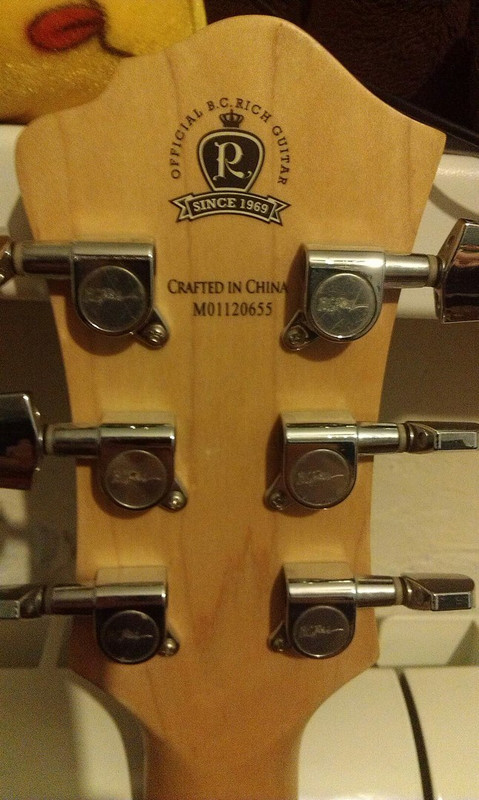 OFFICIAL B.C. RICH GUITAR
R
SINCE 1969
CRAFTED IN CHINA
M01120655